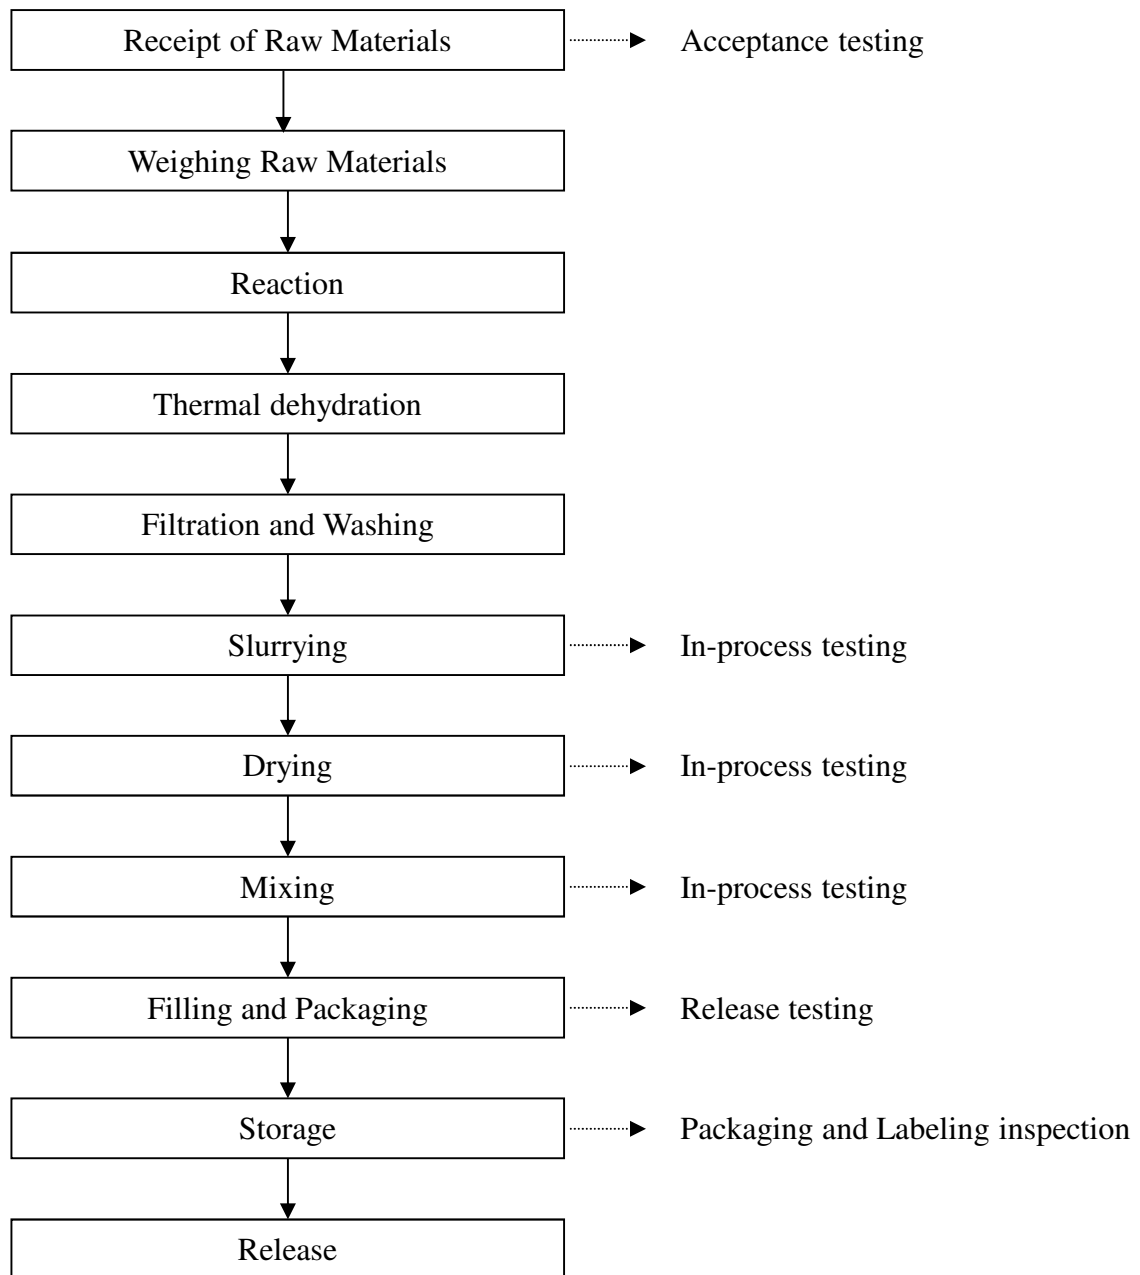 Receipt of Raw Materials
Acceptance testing
Weighing Raw Materials
Reaction
Thermal dehydration
Filtration and Washing
Slurrying
In-process testing
Drying
In-process testing
Mixing
In-process testing
Filling and Packaging
Release testing
Storage
Packaging and Labeling inspection
Release